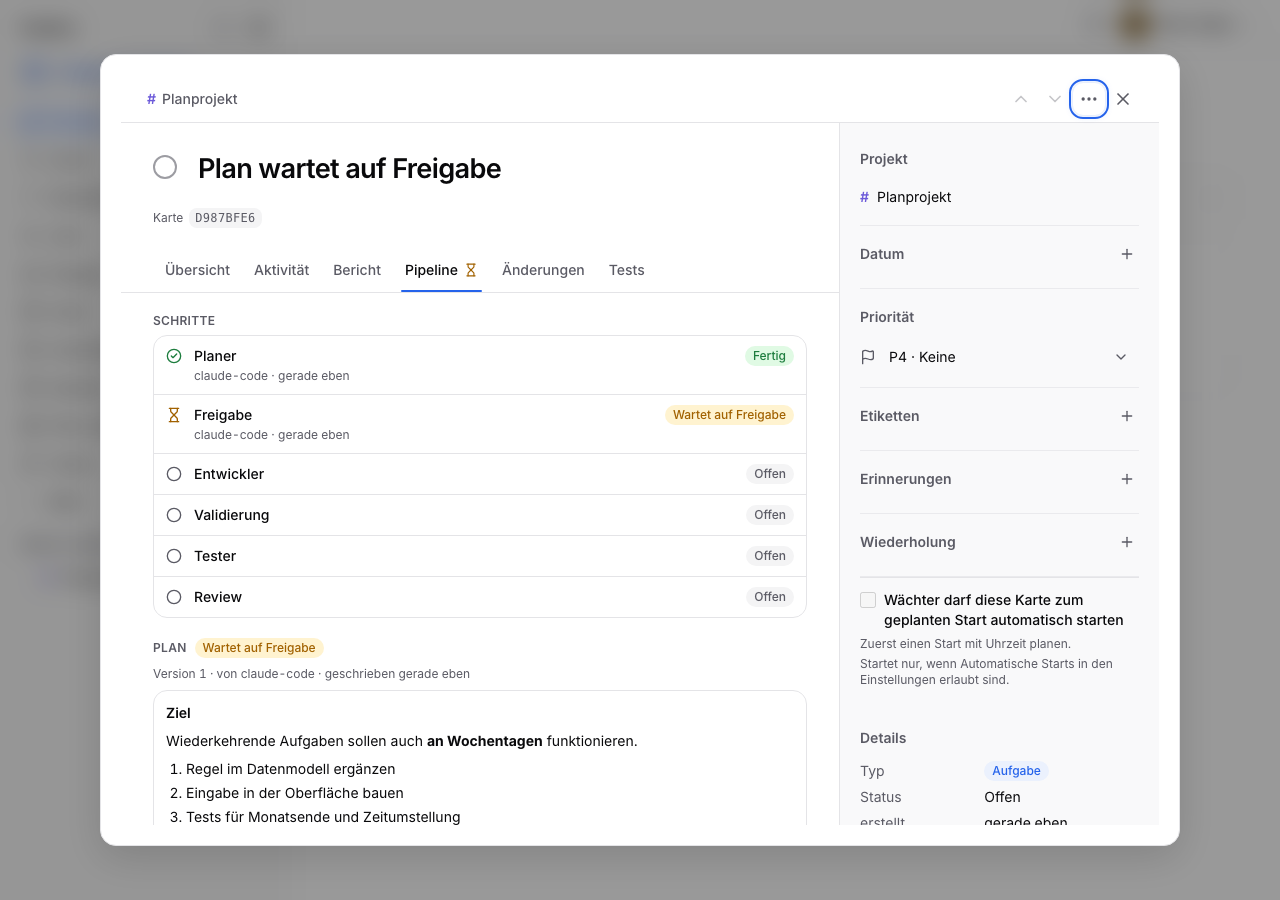 # Planprojekt
Plan wartet auf Freigabe
Karte D987BFE6
Übersicht Aktivität Bericht Pipeline Änderungen Tests
SCHRITTE
Planer Fertig
claude-code · gerade eben
Freigabe Wartet auf Freigabe
claude-code · gerade eben
Entwickler Offen
Validierung Offen
Tester Offen
Review Offen
PLAN Wartet auf Freigabe
Version 1 · von claude-code · geschrieben gerade eben
Ziel
Wiederkehrende Aufgaben sollen auch an Wochentagen funktionieren.
1. Regel im Datenmodell ergänzen
2. Eingabe in der Oberfläche bauen
3. Tests für Monatsende und Zeitumstellung
Projekt
# Planprojekt
Datum
Priorität
P4 · Keine
Etiketten
Erinnerungen
Wiederholung
Wächter darf diese Karte zum
geplanten Start automatisch starten
Zuerst einen Start mit Uhrzeit planen.
Startet nur, wenn Automatische Starts in den
Einstellungen erlaubt sind.
Details
Typ Aufgabe
Status Offen
erstellt gerade eben